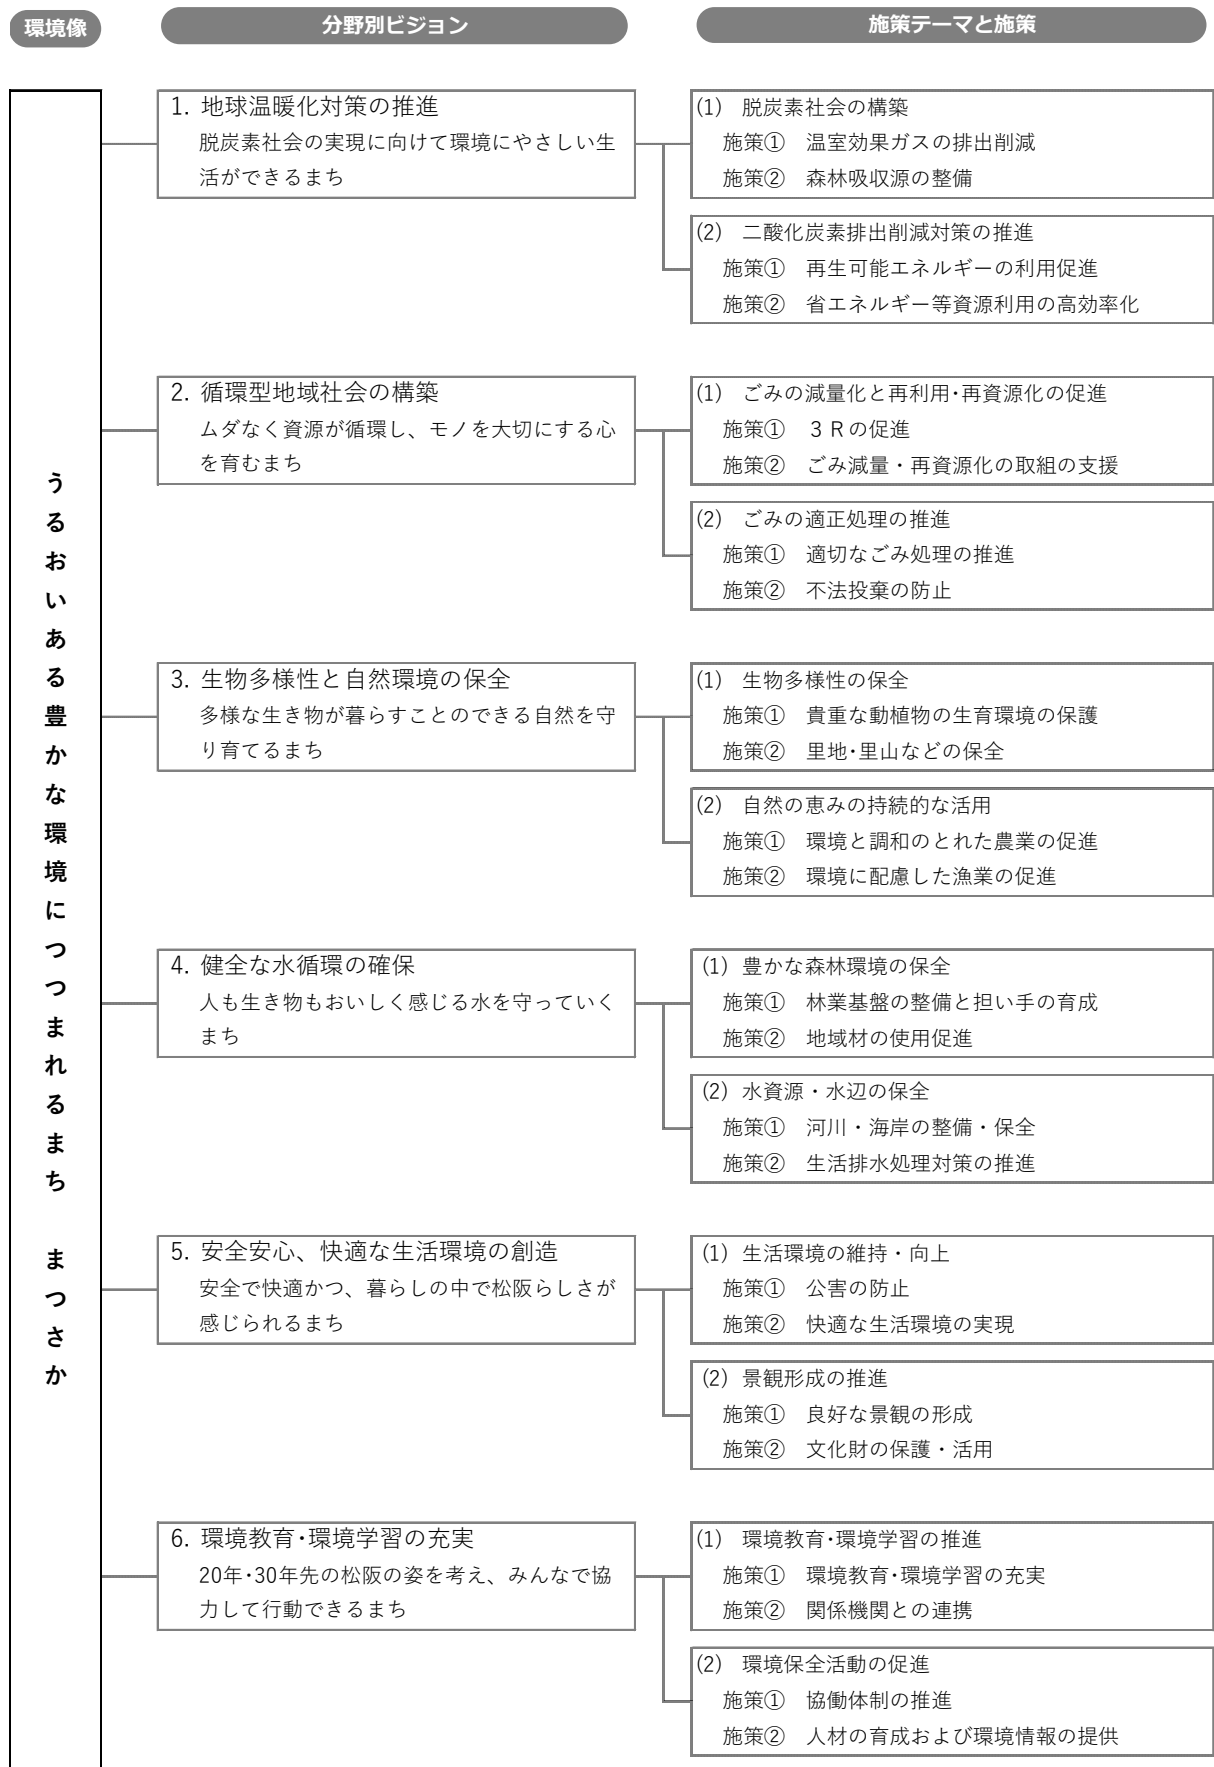 環境像
分野別ビジョン
施策テーマと施策
うるおいある豊かな環境につつまれるまち　まつさか
1. 地球温暖化対策の推進
脱炭素社会の実現に向けて環境にやさしい生
活ができるまち
(1)　脱炭素社会の構築
施策①　温室効果ガスの排出削減
施策②　森林吸収源の整備
(2)　二酸化炭素排出削減対策の推進
施策①　再生可能エネルギーの利用促進
施策②　省エネルギー等資源利用の高効率化
2. 循環型地域社会の構築
ムダなく資源が循環し、モノを大切にする心
を育むまち
(1)　ごみの減量化と再利用･再資源化の促進
施策①　３Ｒの促進
施策②　ごみ減量・再資源化の取組の支援
(2)　ごみの適正処理の推進
施策①　適切なごみ処理の推進
施策②　不法投棄の防止
3. 生物多様性と自然環境の保全
多様な生き物が暮らすことのできる自然を守
り育てるまち
(1)　生物多様性の保全
施策①　貴重な動植物の生育環境の保護
施策②　里地･里山などの保全
(2)　自然の恵みの持続的な活用
施策①　環境と調和のとれた農業の促進
施策②　環境に配慮した漁業の促進
4. 健全な水循環の確保
人も生き物もおいしく感じる水を守っていく
まち
(1) 豊かな森林環境の保全
施策①　林業基盤の整備と担い手の育成
施策②　地域材の使用促進
(2) 水資源・水辺の保全
施策①　河川・海岸の整備・保全
施策②　生活排水処理対策の推進
5. 安全安心、快適な生活環境の創造
安全で快適かつ、暮らしの中で松阪らしさが
感じられるまち
(1) 生活環境の維持・向上
施策①　公害の防止
施策②　快適な生活環境の実現
(2) 景観形成の推進
施策①　良好な景観の形成
施策②　文化財の保護・活用
6. 環境教育･環境学習の充実
20年･30年先の松阪の姿を考え、みんなで協
力して行動できるまち
(1)　環境教育･環境学習の推進
施策①　環境教育･環境学習の充実
施策②　関係機関との連携
(2)　環境保全活動の促進
施策①　協働体制の推進
施策②　人材の育成および環境情報の提供